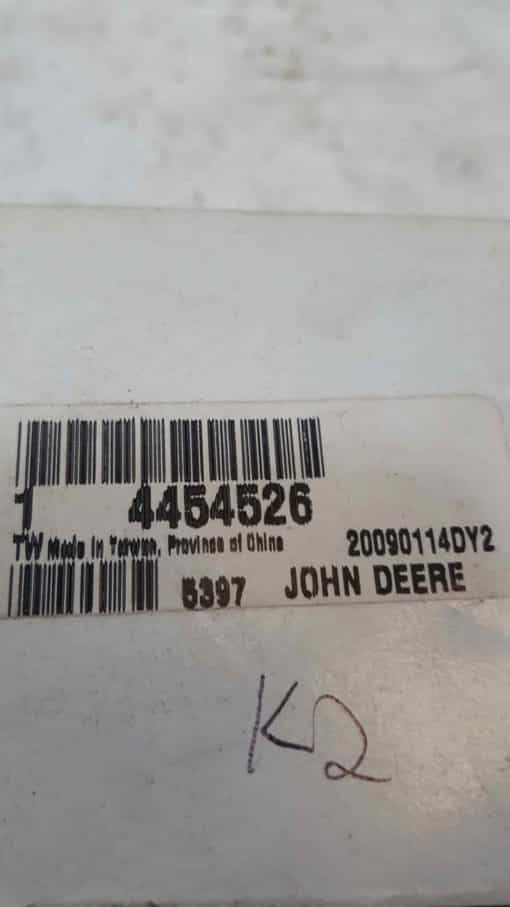 1 4454526
TW Made in Taiwan, Province of China 20090114DY2
5397 JOHN DEERE
K2